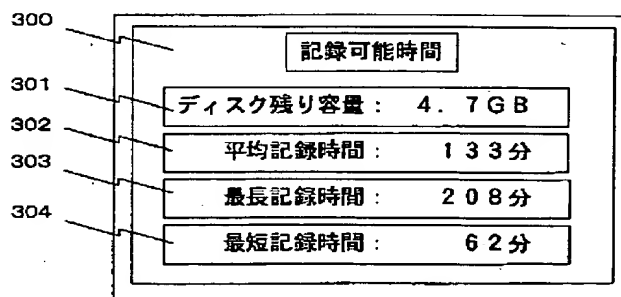 300
記録可能時間
301
ディスク残り容量： 4．7GB
302
平均記録時間： 133分
303
最長記録時間： 208分
304
最短記録時間： 62分